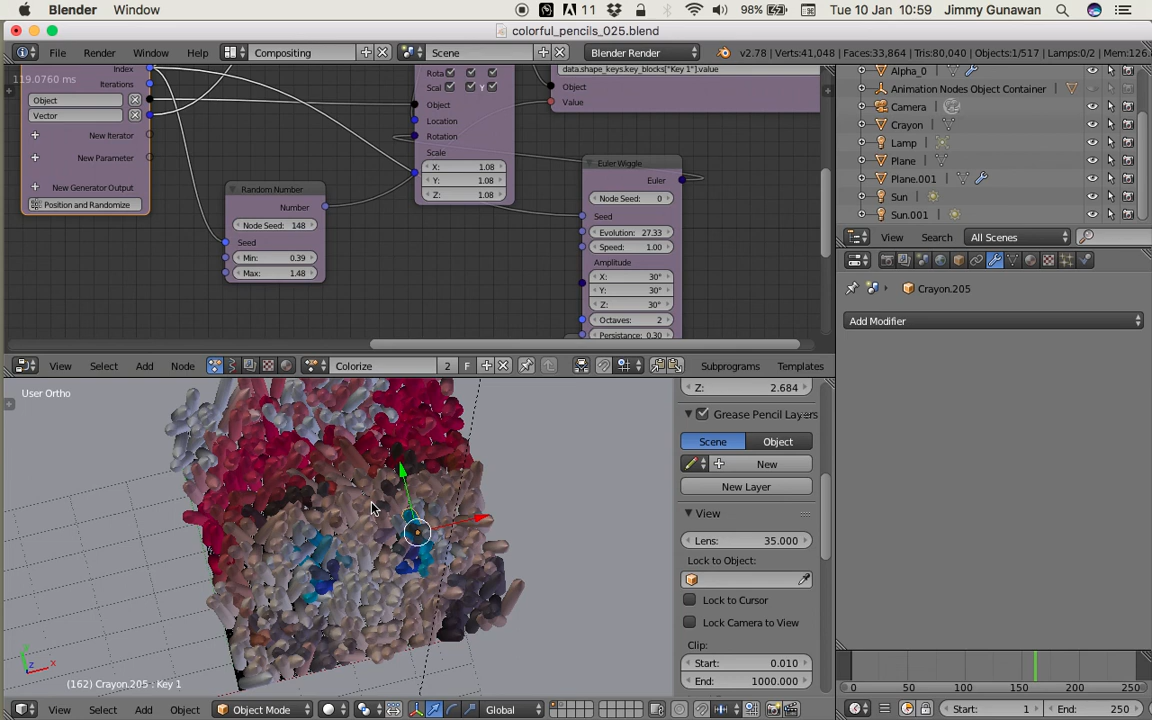 Blender Window 11 98% Tue 10 Jan 10:59 Jimmy Gunawan
colorful_pencils_025.blend
File Render Window Help Compositing Scene Blender Render v2.78 | Verts:41,048 | Faces:33,864 | Tris:80,040 | Objects:1/517 | Lamps:0/2 | Mem:126.
119.0760 ms
Index
Iterations
Object
Vector
New Iterator
New Parameter
New Generator Output
Position and Randomize
Random Number
Number
Node Seed: 148
Seed
Min: 0.39
Max: 1.48
Rota
Scal Y
Object
Location
Rotation
Scale
X: 1.08
Y: 1.08
Z: 1.08
data.shape_keys.key_blocks["Key 1"].value
Object
Value
Euler Wiggle
Euler
Node Seed: 0
Seed
Evolution: 27.33
Speed: 1.00
Amplitude
X: 30°
Y: 30°
Z: 30°
Octaves: 2
Persistance: 0.30
View Select Add Node Colorize 2 F Subprograms Templates
User Ortho
(162) Crayon.205 : Key 1
View Select Add Object Object Mode Global
Z: 2.684
Grease Pencil Layers
Scene Object
New
New Layer
View
Lens: 35.000
Lock to Object:
Lock to Cursor
Lock Camera to View
Clip:
Start: 0.010
End: 1000.000
Alpha_0
Animation Nodes Object Container
Camera
Crayon
Lamp
Plane
Plane.001
Sun
Sun.001
View Search All Scenes
Crayon.205
Add Modifier
0 50 100 150 200 250
Start: 1 End: 250